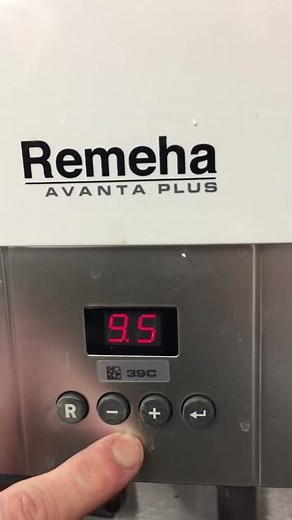 Remeha
AVANTA PLUS
9.5
39C
R - + ↵